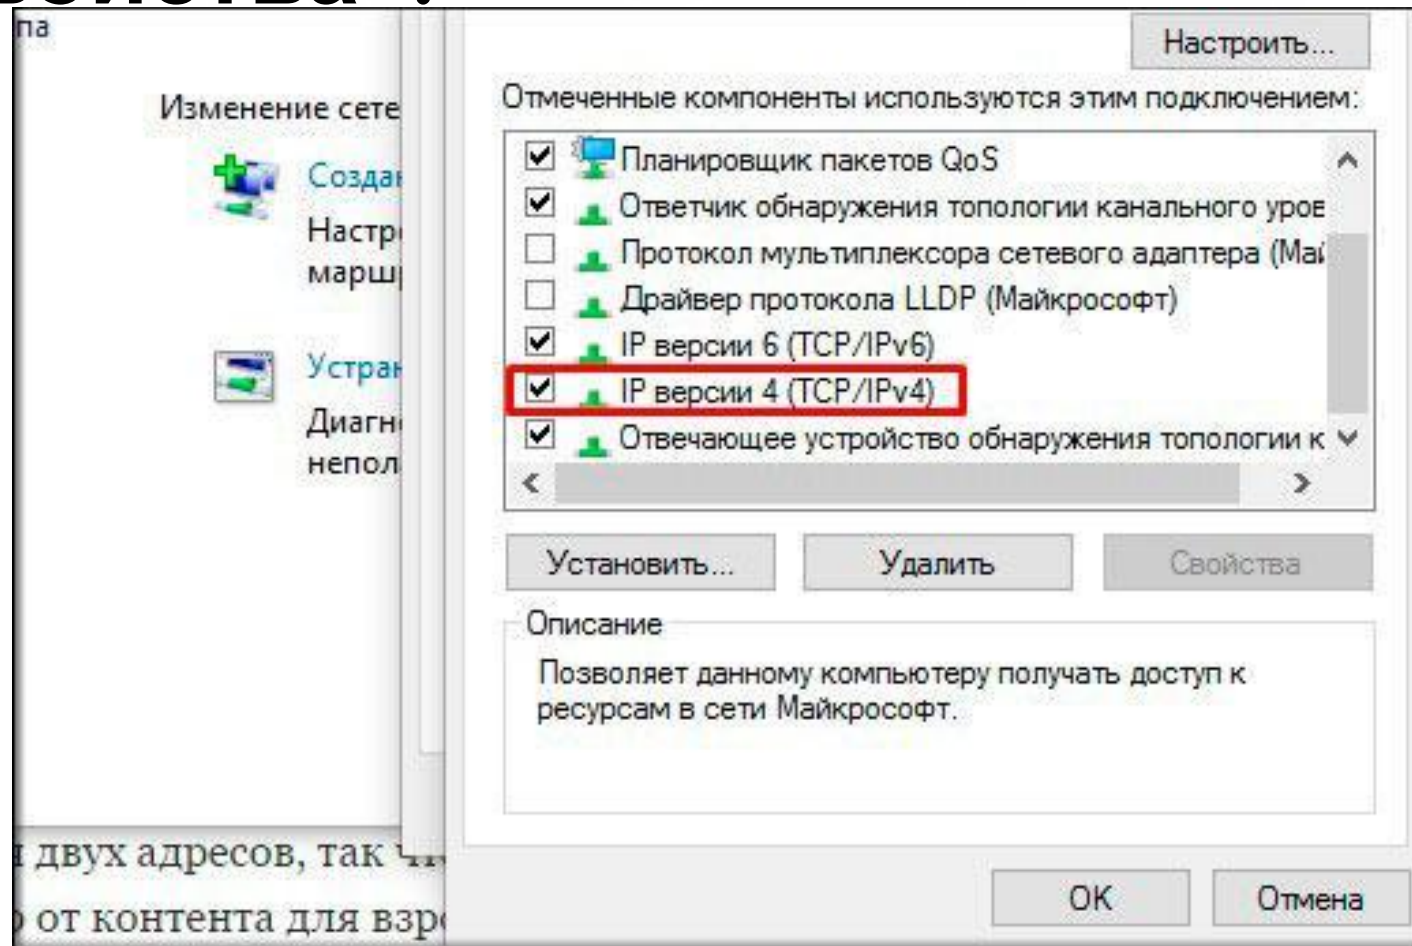 па
Настроить...
Изменение сете
Отмеченные компоненты используются этим подключением:
Планировщик пакетов QoS
Создан
Ответчик обнаружения топологии канального уров
Настр
Протокол мультиплексора сетевого адаптера (Май
марш
Драйвер протокола LLDP (Майкрософт)
IP версии 6 (TCP/IPv6)
Устран
IP версии 4 (TCP/IPv4)
Диагн
Отвечающее устройство обнаружения топологии к
непол
Установить...
Удалить
Свойства
Описание
Позволяет данному компьютеру получать доступ к
ресурсам в сети Майкрософт.
двух адресов, так
от контента для взр
ОК
Отмена